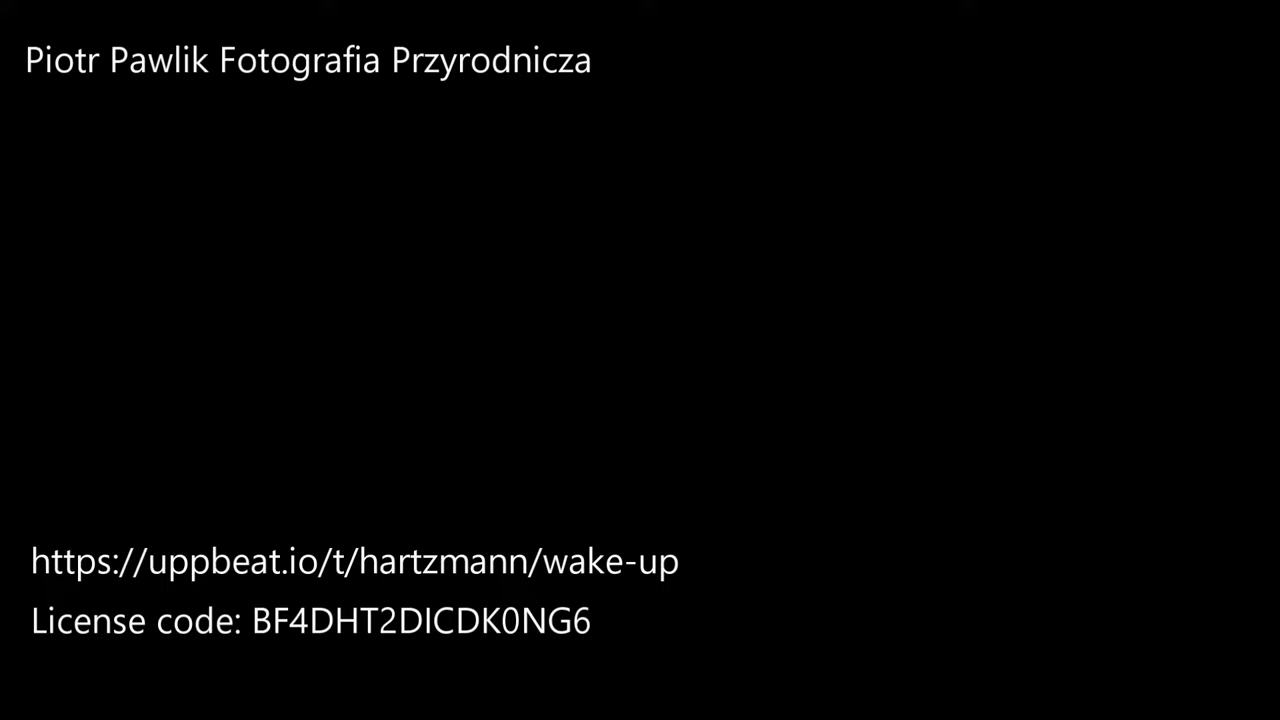 Piotr Pawlik Fotografia Przyrodnicza
https://uppbeat.io/t/hartzmann/wake-up
License code: BF4DHT2DICDK0NG6